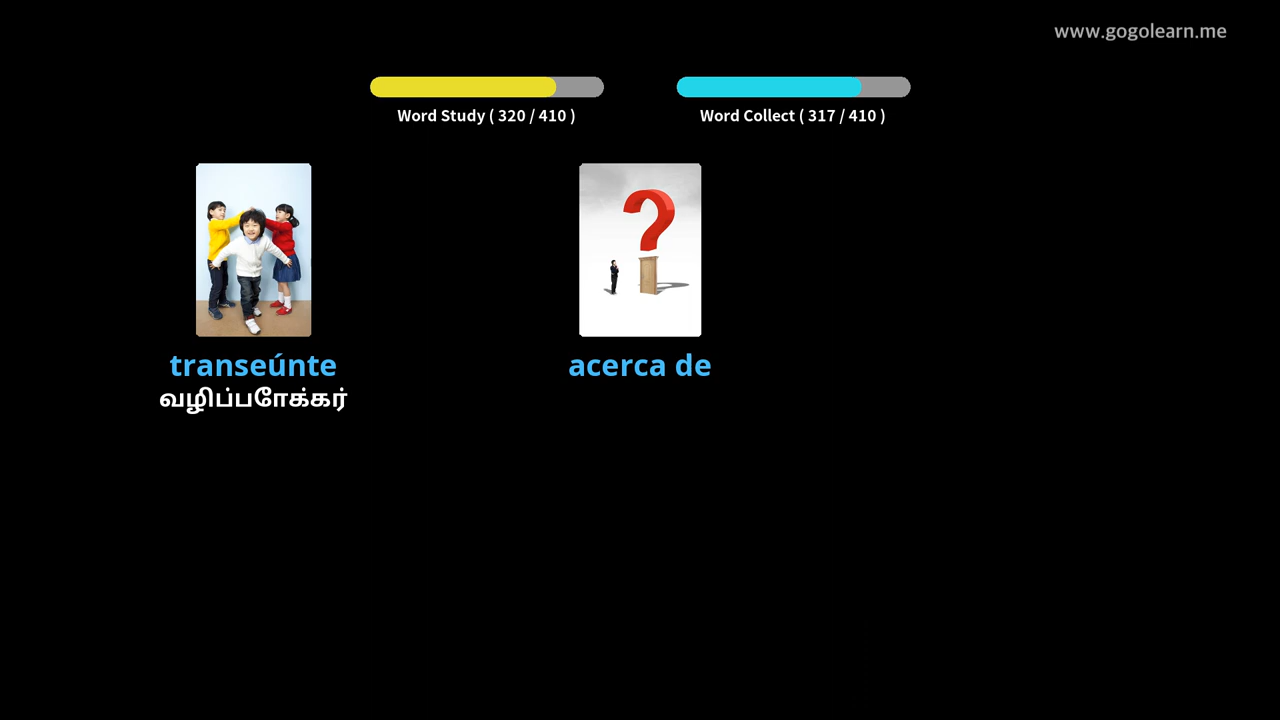 www.gogolearn.me
Word Study ( 320 / 410 )
Word Collect ( 317 / 410 )
transeúnte
acerca de
வழிப்போக்கர்